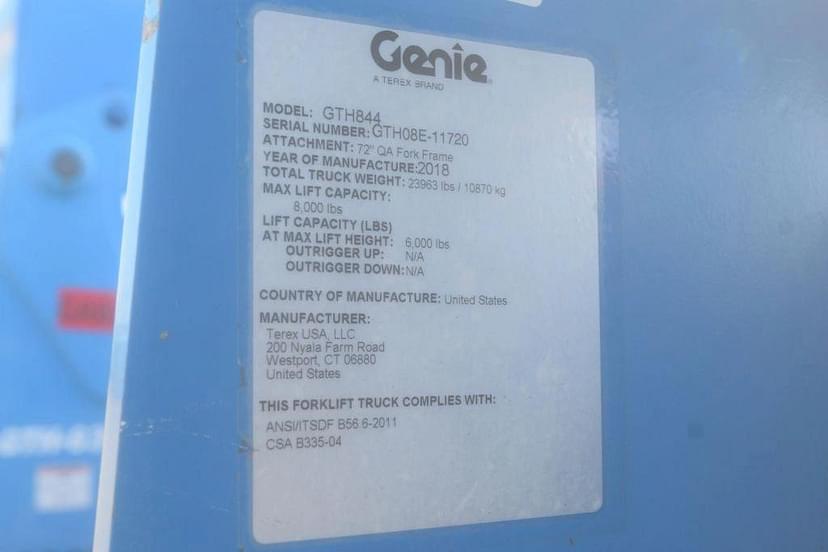 Genie
A TEREX BRAND
MODEL: GTH844
SERIAL NUMBER: GTH08E-11720
ATTACHMENT: 72" QA Fork Frame
YEAR OF MANUFACTURE: 2018
TOTAL TRUCK WEIGHT: 23963 lbs / 10870 kg
MAX LIFT CAPACITY:
8,000 lbs
LIFT CAPACITY (LBS)
AT MAX LIFT HEIGHT: 6,000 lbs
OUTRIGGER UP: N/A
OUTRIGGER DOWN: N/A
COUNTRY OF MANUFACTURE: United States
MANUFACTURER:
Terex USA, LLC
200 Nyala Farm Road
Westport, CT 06880
United States
THIS FORKLIFT TRUCK COMPLIES WITH:
ANSI/ITSDF B56.6-2011
CSA B335-04